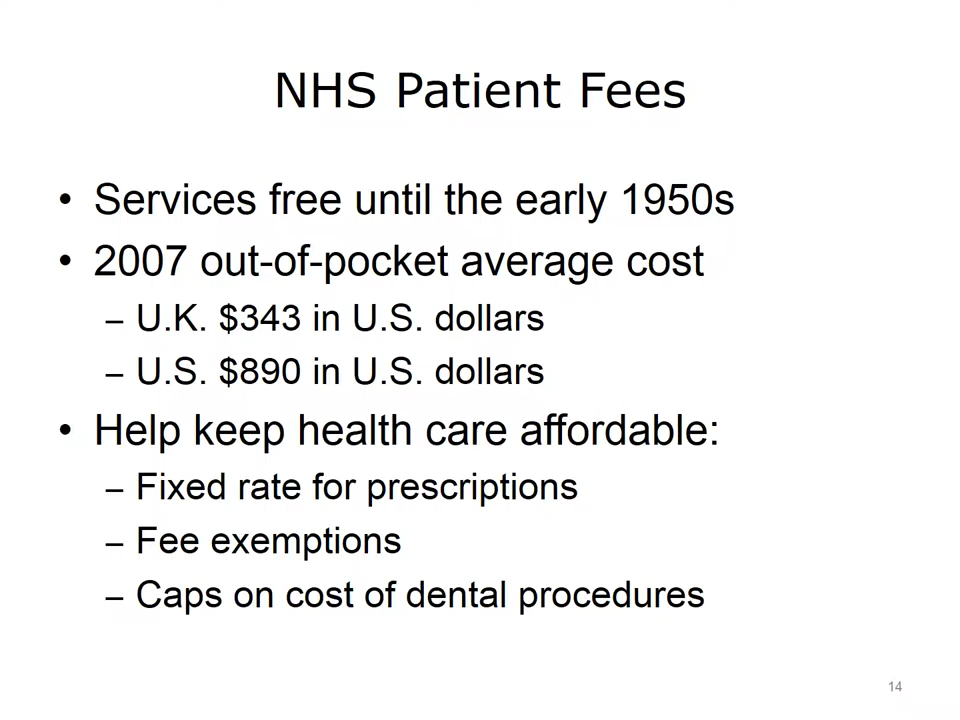 NHS Patient Fees
• Services free until the early 1950s
• 2007 out-of-pocket average cost
– U.K. $343 in U.S. dollars
– U.S. $890 in U.S. dollars
• Help keep health care affordable:
– Fixed rate for prescriptions
– Fee exemptions
– Caps on cost of dental procedures
14